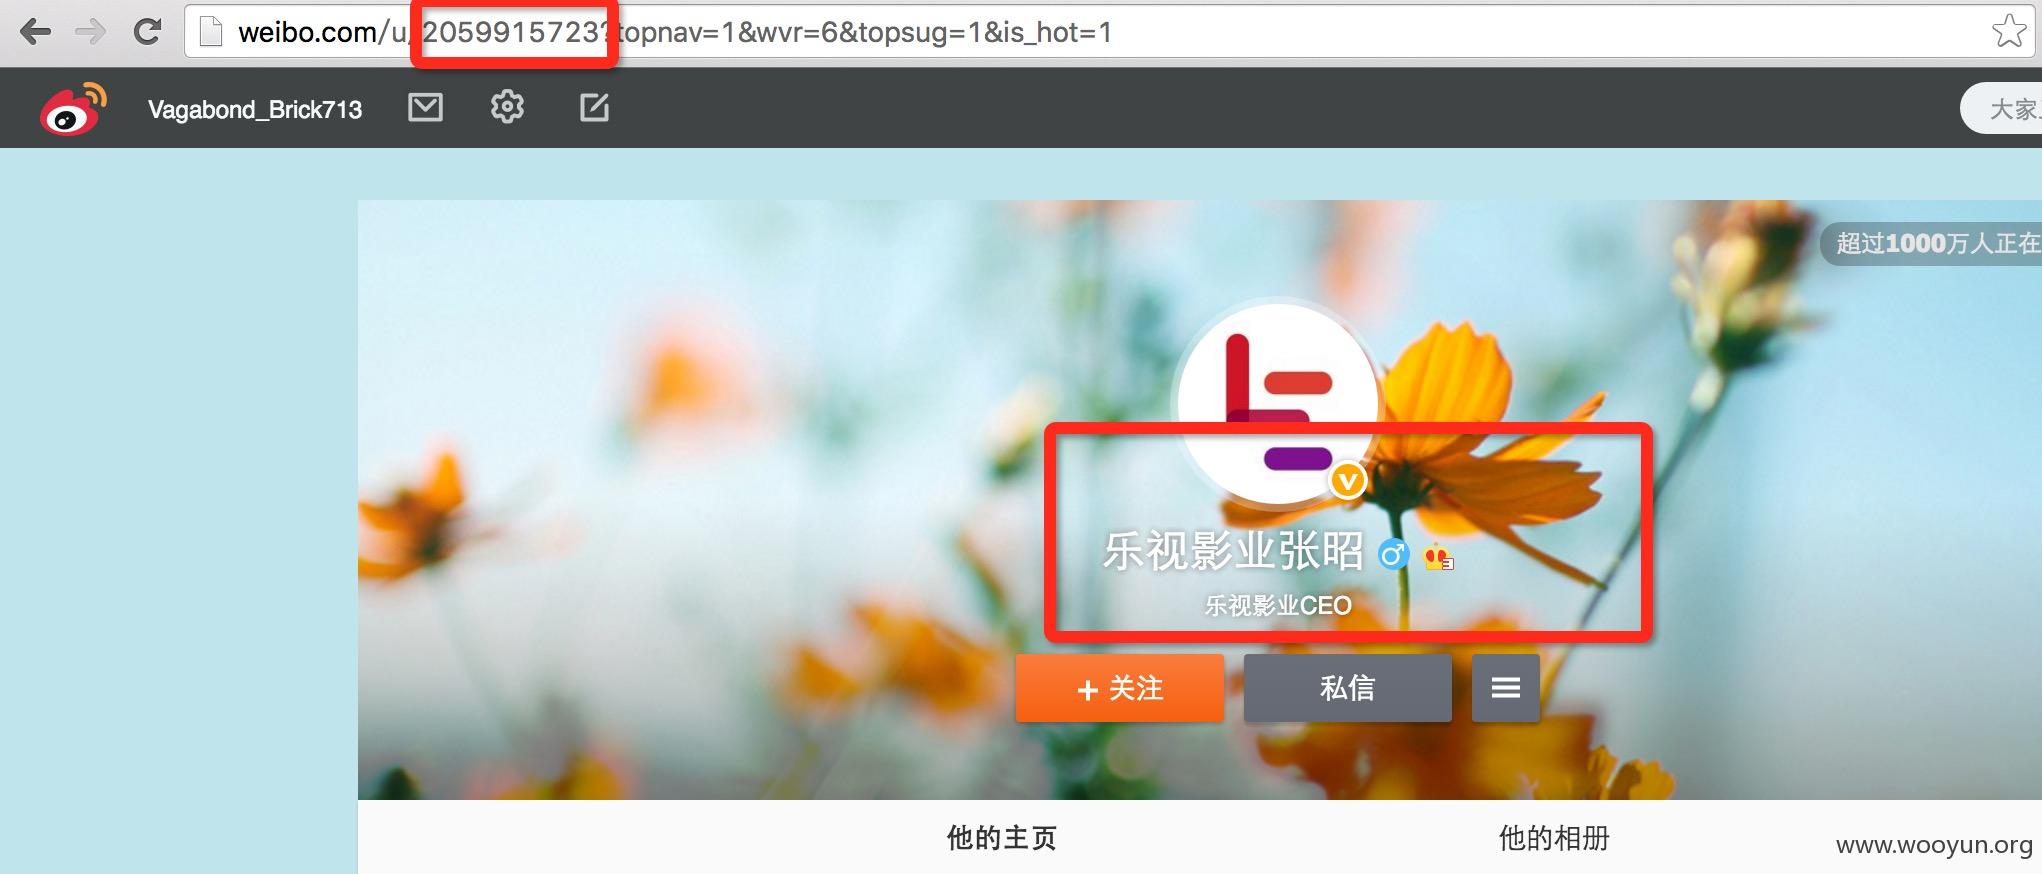 weibo.com/u/2059915723?topnav=1&wvr=6&topsug=1&is_hot=1
Vagabond_Brick713
大家
超过1000万人正在
乐视影业张昭
乐视影业CEO
+ 关注
私信
他的主页
他的相册
www.wooyun.org